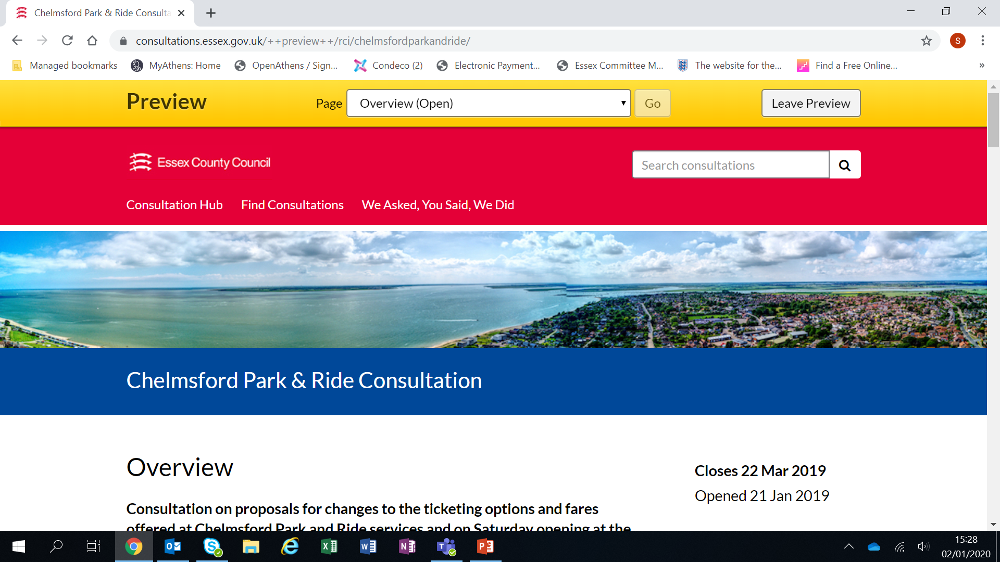 Chelmsford Park & Ride Consulta
consultations.essex.gov.uk/++preview++/rci/chelmsfordparkandride/
S
Managed bookmarks MyAthens: Home OpenAthens / Sign... Condeco (2) Electronic Payment... Essex Committee M... The website for the... Find a Free Online... »
Preview Page Overview (Open) Go Leave Preview
Essex County Council Search consultations
Consultation Hub Find Consultations We Asked, You Said, We Did
Chelmsford Park & Ride Consultation
Overview
Closes 22 Mar 2019
Opened 21 Jan 2019
Consultation on proposals for changes to the ticketing options and fares
offered at Chelmsford Park and Ride services and on Saturday opening at the
15:28
02/01/2020